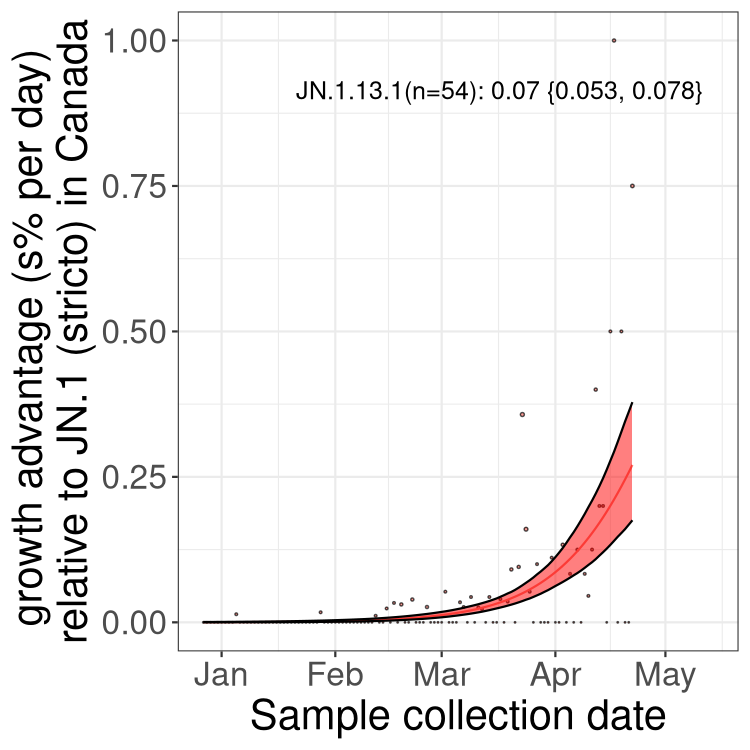 growth advantage (s% per day)
relative to JN.1 (stricto) in Canada
1.00
0.75
0.50
0.25
0.00
JN.1.13.1(n=54): 0.07 {0.053, 0.078}
Jan Feb Mar Apr May
Sample collection date